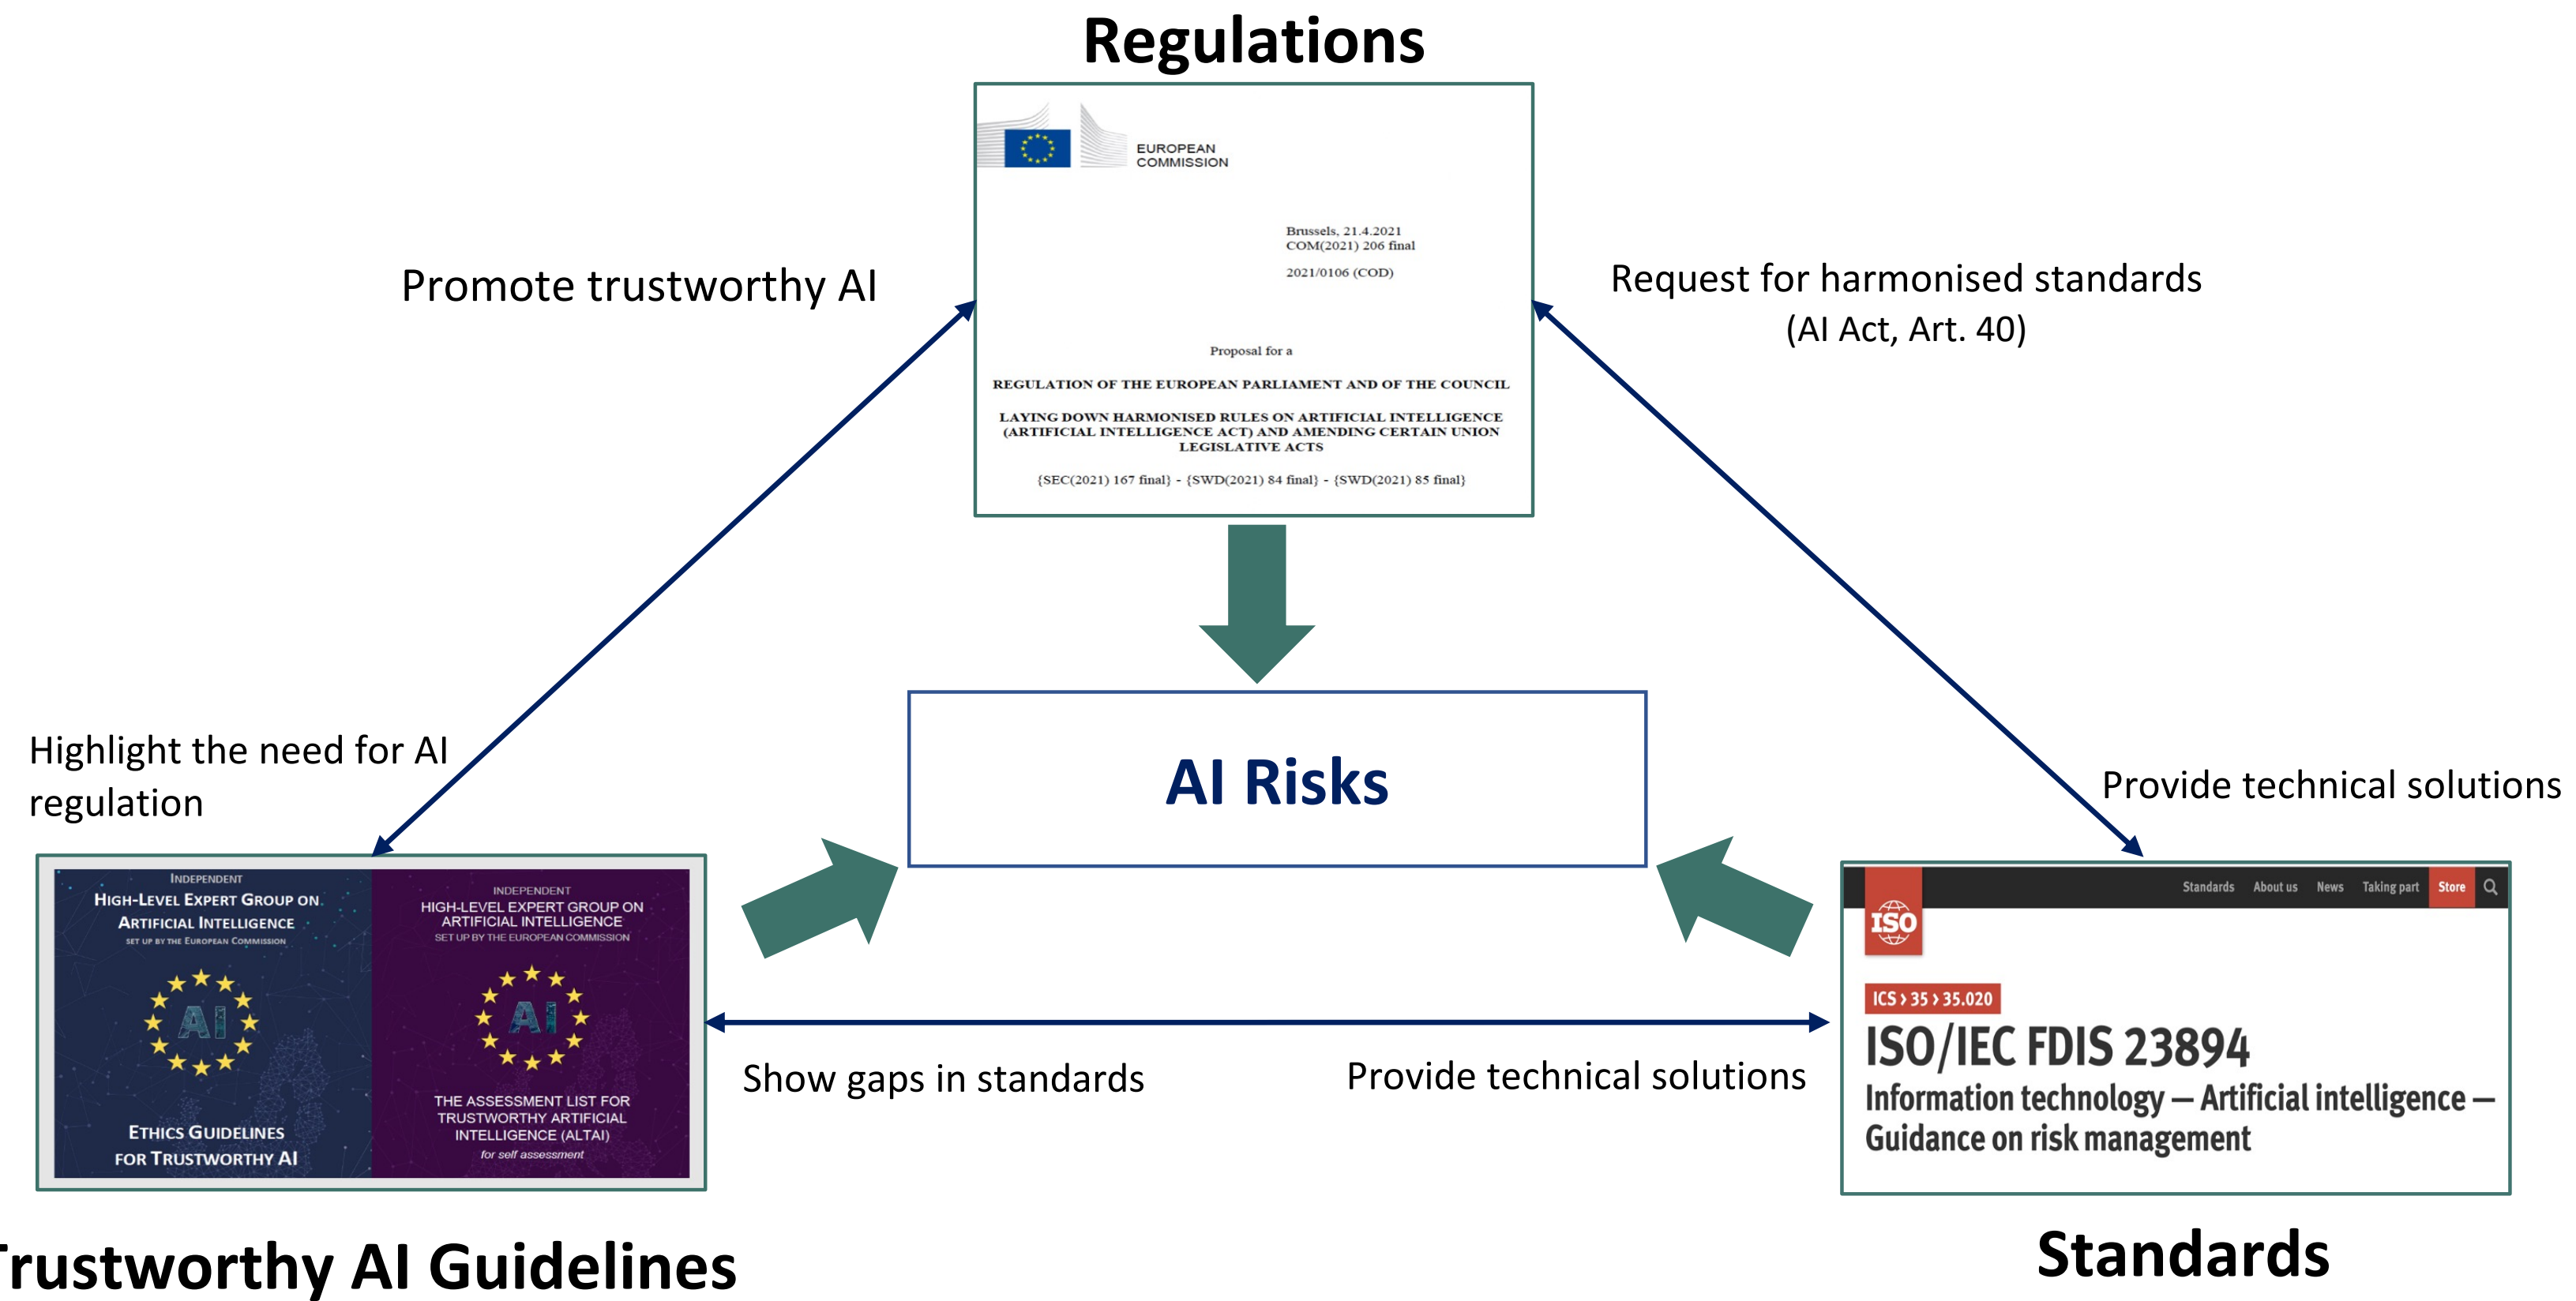 Regulations
EUROPEAN
COMMISSION
Brussels, 21.4.2021
COM(2021) 206 final
2021/0106 (COD)
Proposal for a
REGULATION OF THE EUROPEAN PARLIAMENT AND OF THE COUNCIL
LAYING DOWN HARMONISED RULES ON ARTIFICIAL INTELLIGENCE
(ARTIFICIAL INTELLIGENCE ACT) AND AMENDING CERTAIN UNION
LEGISLATIVE ACTS
{SEC(2021) 167 final} - {SWD(2021) 84 final} - {SWD(2021) 85 final}
Promote trustworthy AI
Request for harmonised standards
(AI Act, Art. 40)
Highlight the need for AI
regulation
AI Risks
Provide technical solutions
INDEPENDENT
HIGH-LEVEL EXPERT GROUP ON
ARTIFICIAL INTELLIGENCE
SET UP BY THE EUROPEAN COMMISSION
AI
ETHICS GUIDELINES
FOR TRUSTWORTHY AI
INDEPENDENT
HIGH-LEVEL EXPERT GROUP ON
ARTIFICIAL INTELLIGENCE
SET UP BY THE EUROPEAN COMMISSION
AI
THE ASSESSMENT LIST FOR
TRUSTWORTHY ARTIFICIAL
INTELLIGENCE (ALTAI)
for self assessment
Show gaps in standards
Provide technical solutions
Standards About us News Taking part Store
ISO
ICS › 35 › 35.020
ISO/IEC FDIS 23894
Information technology — Artificial intelligence —
Guidance on risk management
Trustworthy AI Guidelines
Standards